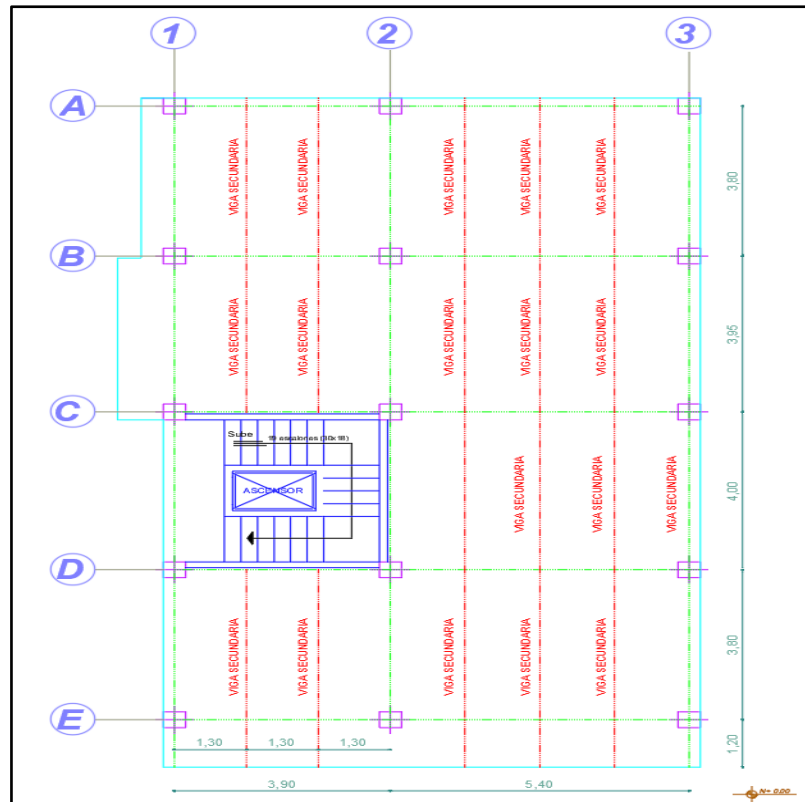 1 2 3
A
VIGA SECUNDARIA VIGA SECUNDARIA VIGA SECUNDARIA VIGA SECUNDARIA VIGA SECUNDARIA
3,80
B
VIGA SECUNDARIA VIGA SECUNDARIA VIGA SECUNDARIA VIGA SECUNDARIA VIGA SECUNDARIA
3,95
C
Sube
ASCENSOR
VIGA SECUNDARIA VIGA SECUNDARIA VIGA SECUNDARIA
4,00
D
VIGA SECUNDARIA VIGA SECUNDARIA VIGA SECUNDARIA VIGA SECUNDARIA VIGA SECUNDARIA
3,80
E
1,30 1,30 1,30
1,20
3,90 5,40
N= 0.00